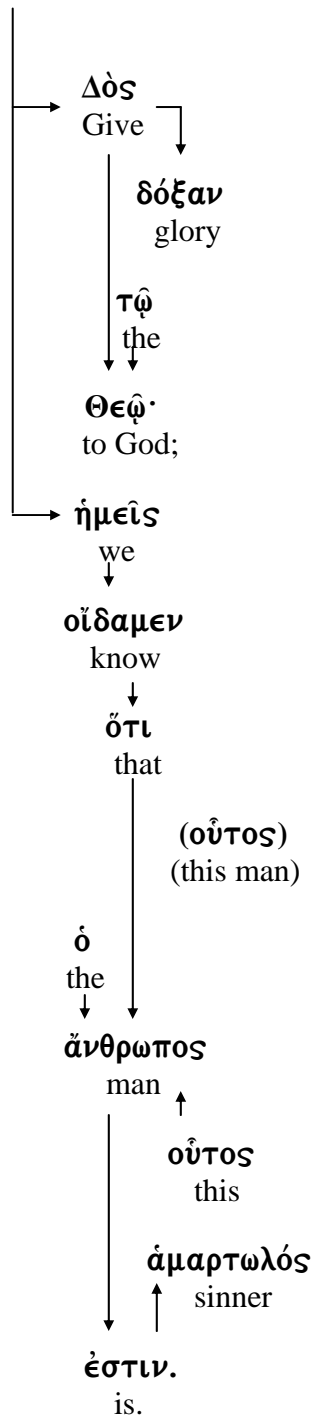 Δὸς
Give
δόξαν
glory
τῷ
the
Θεῷ·
to God;
ἡμεῖς
we
οἴδαμεν
know
ὅτι
that
(οὗτος)
(this man)
ὁ
the
ἄνθρωπος
man
οὗτος
this
ἁμαρτωλός
sinner
ἐστιν.
is.